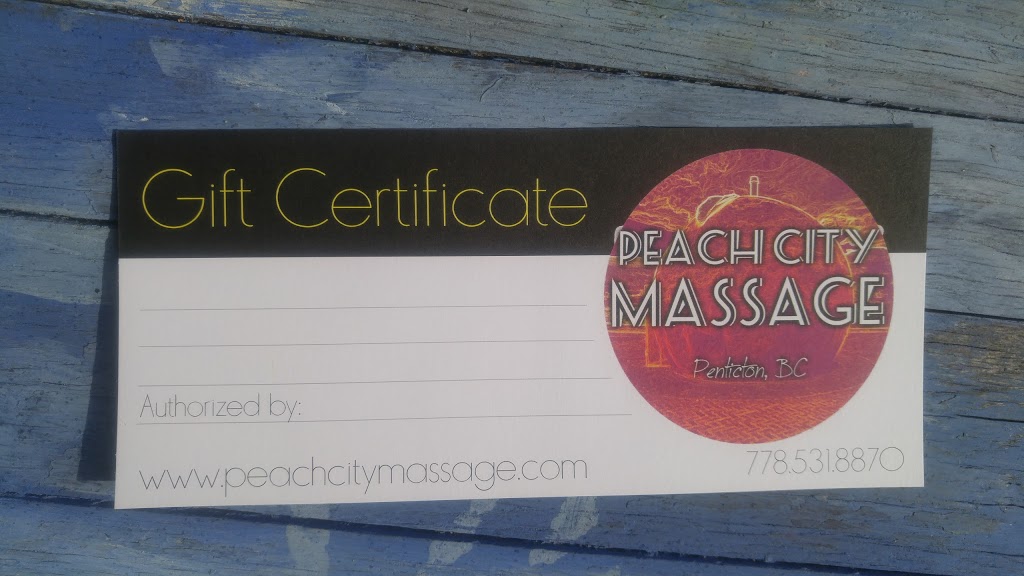 Gift Certificate
PEACH CITY
MASSAGE
Penticton, BC
Authorized by:
www.peachcitymassage.com
778.531.8870